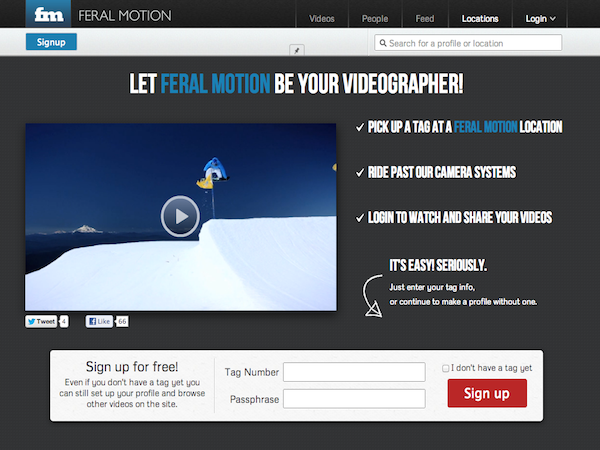 fm FERAL MOTION
Videos
People
Feed
Locations
Login
Signup
Search for a profile or location
LET FERAL MOTION BE YOUR VIDEOGRAPHER!
PICK UP A TAG AT A FERAL MOTION LOCATION
RIDE PAST OUR CAMERA SYSTEMS
LOGIN TO WATCH AND SHARE YOUR VIDEOS
IT'S EASY! SERIOUSLY.
Just enter your tag info,
or continue to make a profile without one.
Tweet 4
Like 66
Sign up for free!
Even if you don't have a tag yet you
can still set up your profile and browse
other videos on the site.
Tag Number
Passphrase
I don't have a tag yet
Sign up